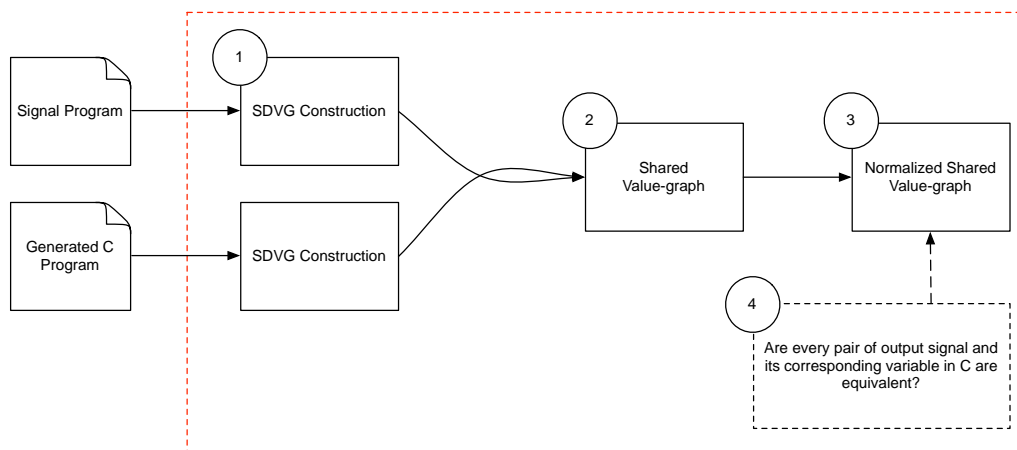 1
Signal Program
SDVG Construction
2
Shared
Value-graph
3
Normalized Shared
Value-graph
Generated C
Program
SDVG Construction
4
Are every pair of output signal and
its corresponding variable in C are
equivalent?